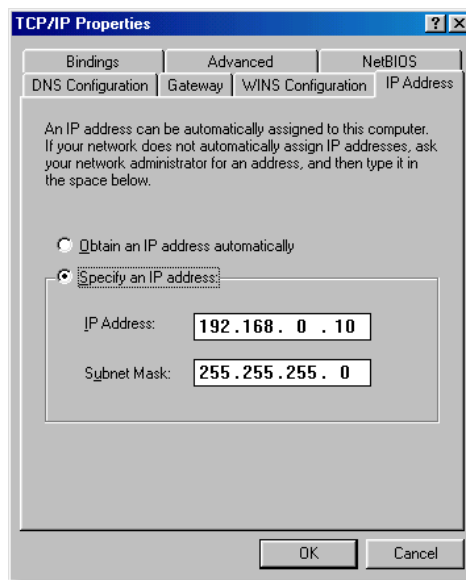 TCP/IP Properties
Bindings Advanced NetBIOS
DNS Configuration Gateway WINS Configuration IP Address
An IP address can be automatically assigned to this computer.
If your network does not automatically assign IP addresses, ask
your network administrator for an address, and then type it in
the space below.
Obtain an IP address automatically
Specify an IP address:
IP Address: 192.168. 0 .10
Subnet Mask: 255.255.255. 0
OK Cancel